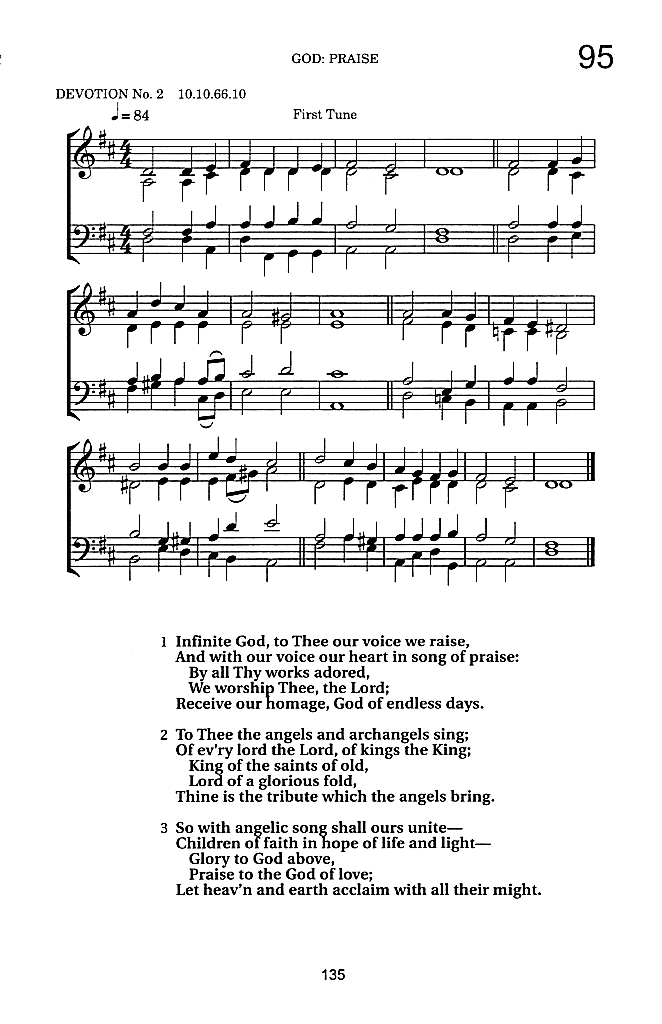 GOD: PRAISE
95
DEVOTION No. 2 10.10.66.10
♩= 84
First Tune
1 Infinite God, to Thee our voice we raise,
And with our voice our heart in song of praise:
By all Thy works adored,
We worship Thee, the Lord;
Receive our homage, God of endless days.
2 To Thee the angels and archangels sing;
Of ev'ry lord the Lord, of kings the King;
King of the saints of old,
Lord of a glorious fold,
Thine is the tribute which the angels bring.
3 So with angelic song shall ours unite—
Children of faith in hope of life and light—
Glory to God above,
Praise to the God of love;
Let heav'n and earth acclaim with all their might.
135